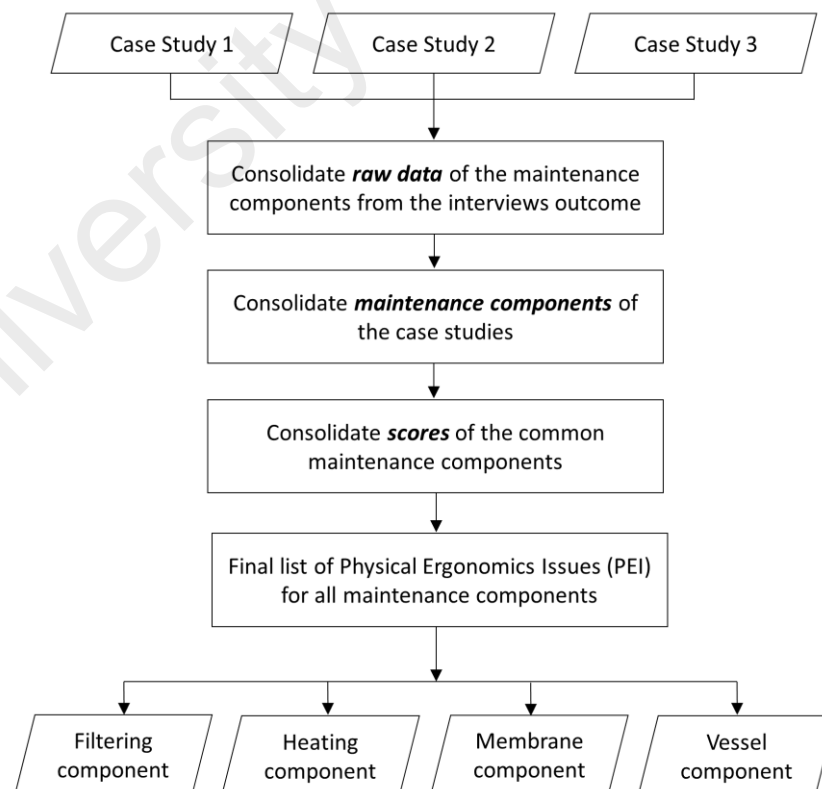 Case Study 1
Case Study 2
Case Study 3
Consolidate raw data of the maintenance
components from the interviews outcome
Consolidate maintenance components of
the case studies
Consolidate scores of the common
maintenance components
Final list of Physical Ergonomics Issues (PEI)
for all maintenance components
Filtering
component
Heating
component
Membrane
component
Vessel
component